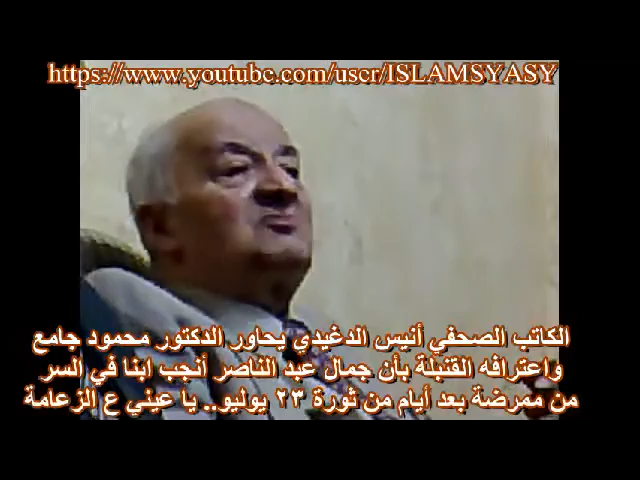 https://www.youtube.com/user/ISLAMSYASY
الكاتب الصحفي أنيس الدغيدي يحاور الدكتور محمود جامع
واعترافه القنبلة بأن جمال عبد الناصر أنجب ابنا في السر
من ممرضة بعد أيام من ثورة ٢٣ يوليو.. يا عيني ع الزعامة